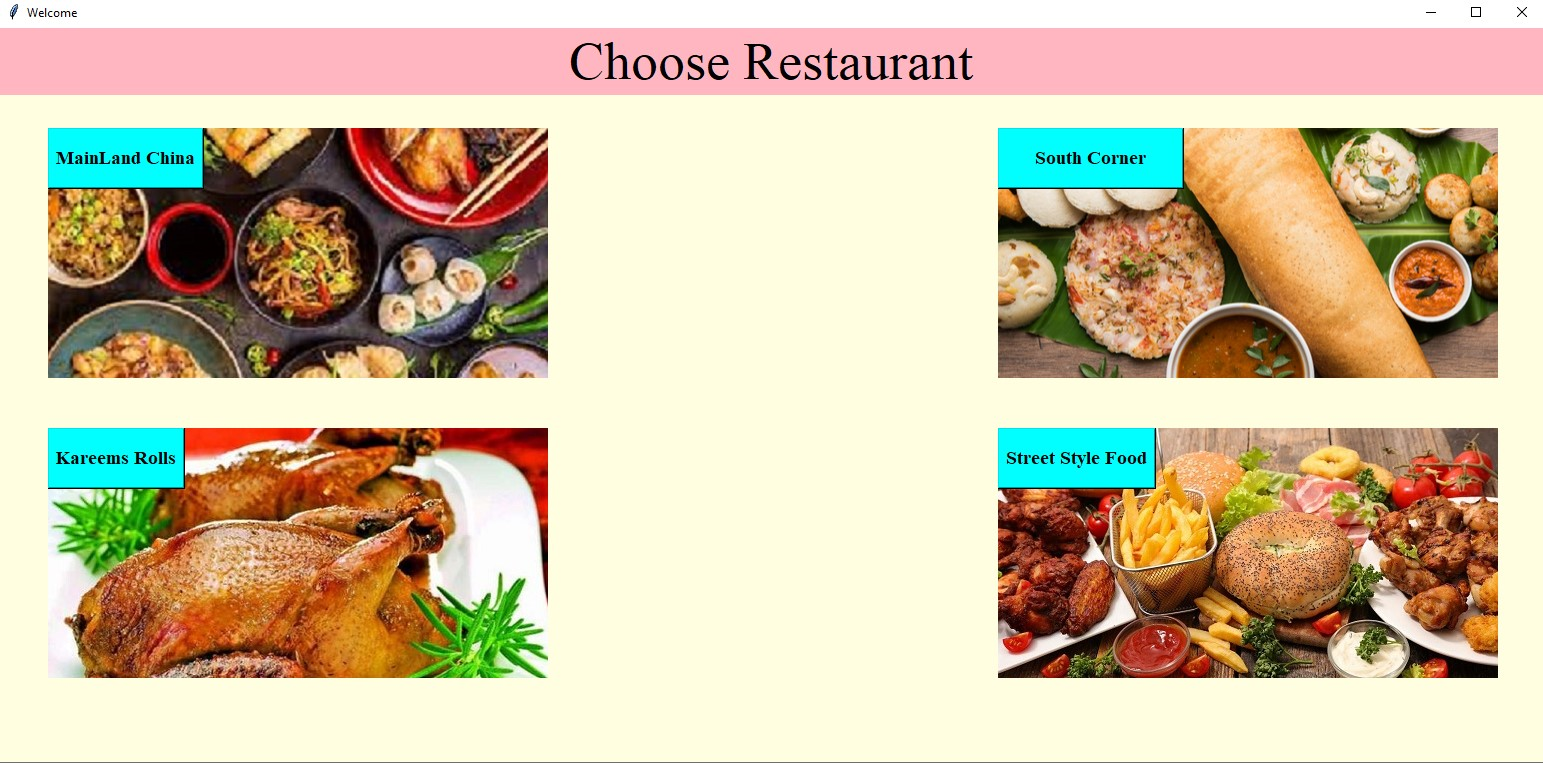 Welcome
Choose Restaurant
MainLand China
South Corner
Kareems Rolls
Street Style Food